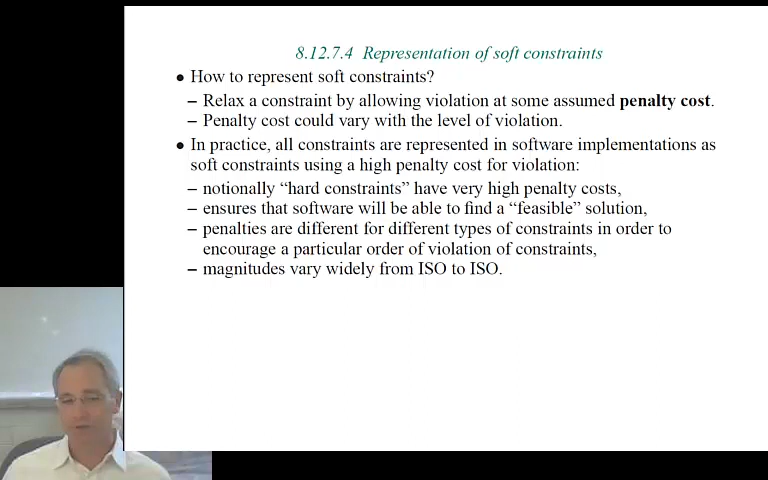 8.12.7.4 Representation of soft constraints
• How to represent soft constraints?
– Relax a constraint by allowing violation at some assumed penalty cost.
– Penalty cost could vary with the level of violation.
• In practice, all constraints are represented in software implementations as
soft constraints using a high penalty cost for violation:
– notionally “hard constraints” have very high penalty costs,
– ensures that software will be able to find a “feasible” solution,
– penalties are different for different types of constraints in order to
encourage a particular order of violation of constraints,
– magnitudes vary widely from ISO to ISO.